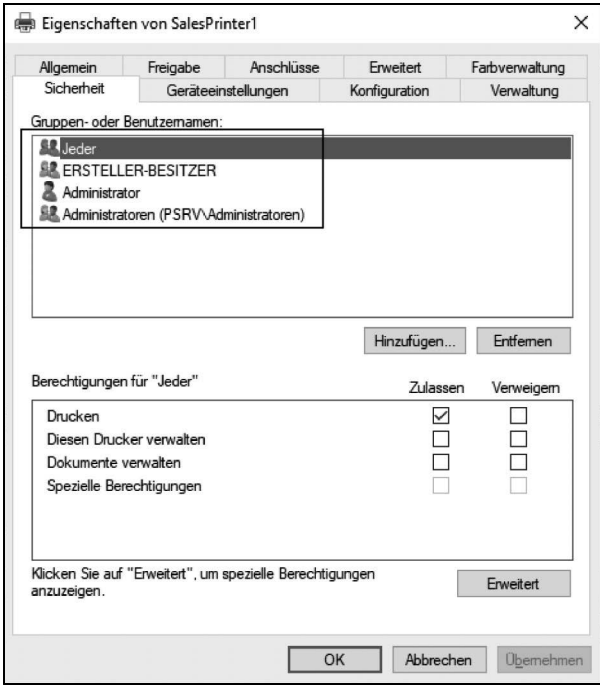 Eigenschaften von SalesPrinter1
Allgemein Freigabe Anschlüsse Erweitert Farbverwaltung
Sicherheit Geräteeinstellungen Konfiguration Verwaltung
Gruppen- oder Benutzernamen:
Jeder
ERSTELLER-BESITZER
Administrator
Administratoren (PSRV\Administratoren)
Hinzufügen... Entfernen
Berechtigungen für "Jeder" Zulassen Verweigern
Drucken
Diesen Drucker verwalten
Dokumente verwalten
Spezielle Berechtigungen
Klicken Sie auf "Erweitert", um spezielle Berechtigungen
anzuzeigen.
Erweitert
OK Abbrechen Übernehmen